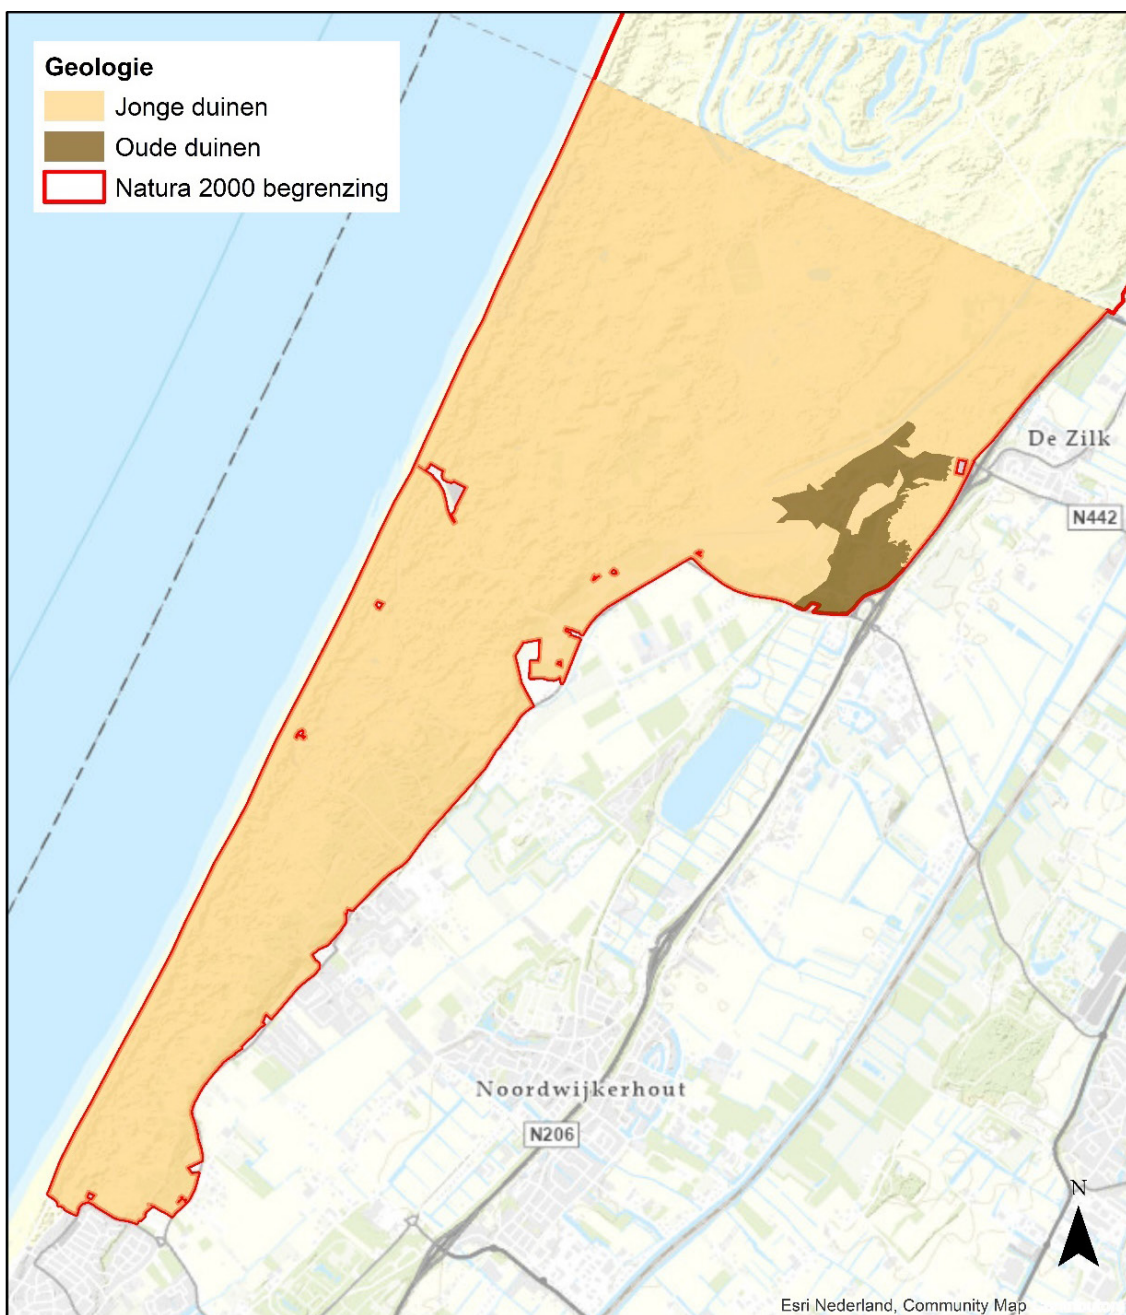 Geologie
Jonge duinen
Oude duinen
Natura 2000 begrenzing
De Zilk
N442
Noordwijkerhout
N206
N
Esri Nederland, Community Map